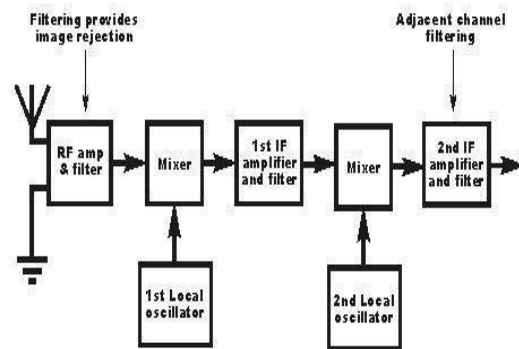 Filtering provides
image rejection
Adjacent channel
filtering
RF amp
& filter
Mixer
1st IF
amplifier
and filter
Mixer
2nd IF
amplifier
and filter
1st Local
oscillator
2nd Local
oscillator